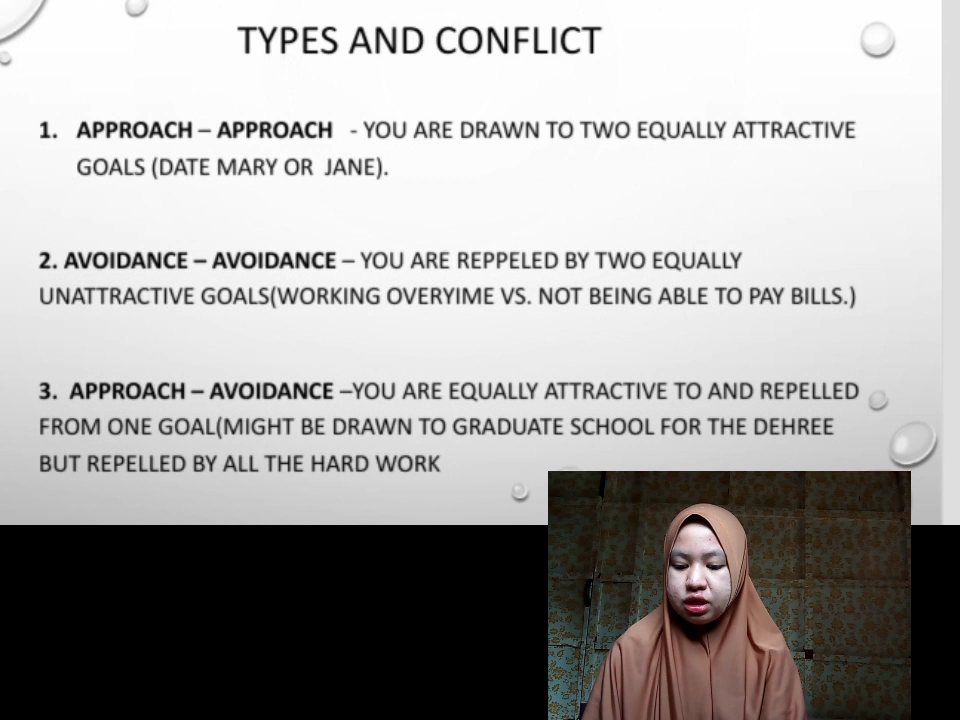 TYPES AND CONFLICT
1. APPROACH – APPROACH - YOU ARE DRAWN TO TWO EQUALLY ATTRACTIVE
GOALS (DATE MARY OR JANE).
2. AVOIDANCE – AVOIDANCE – YOU ARE REPPELED BY TWO EQUALLY
UNATTRACTIVE GOALS(WORKING OVERYIME VS. NOT BEING ABLE TO PAY BILLS.)
3. APPROACH – AVOIDANCE –YOU ARE EQUALLY ATTRACTIVE TO AND REPELLED
FROM ONE GOAL(MIGHT BE DRAWN TO GRADUATE SCHOOL FOR THE DEHREE
BUT REPELLED BY ALL THE HARD WORK